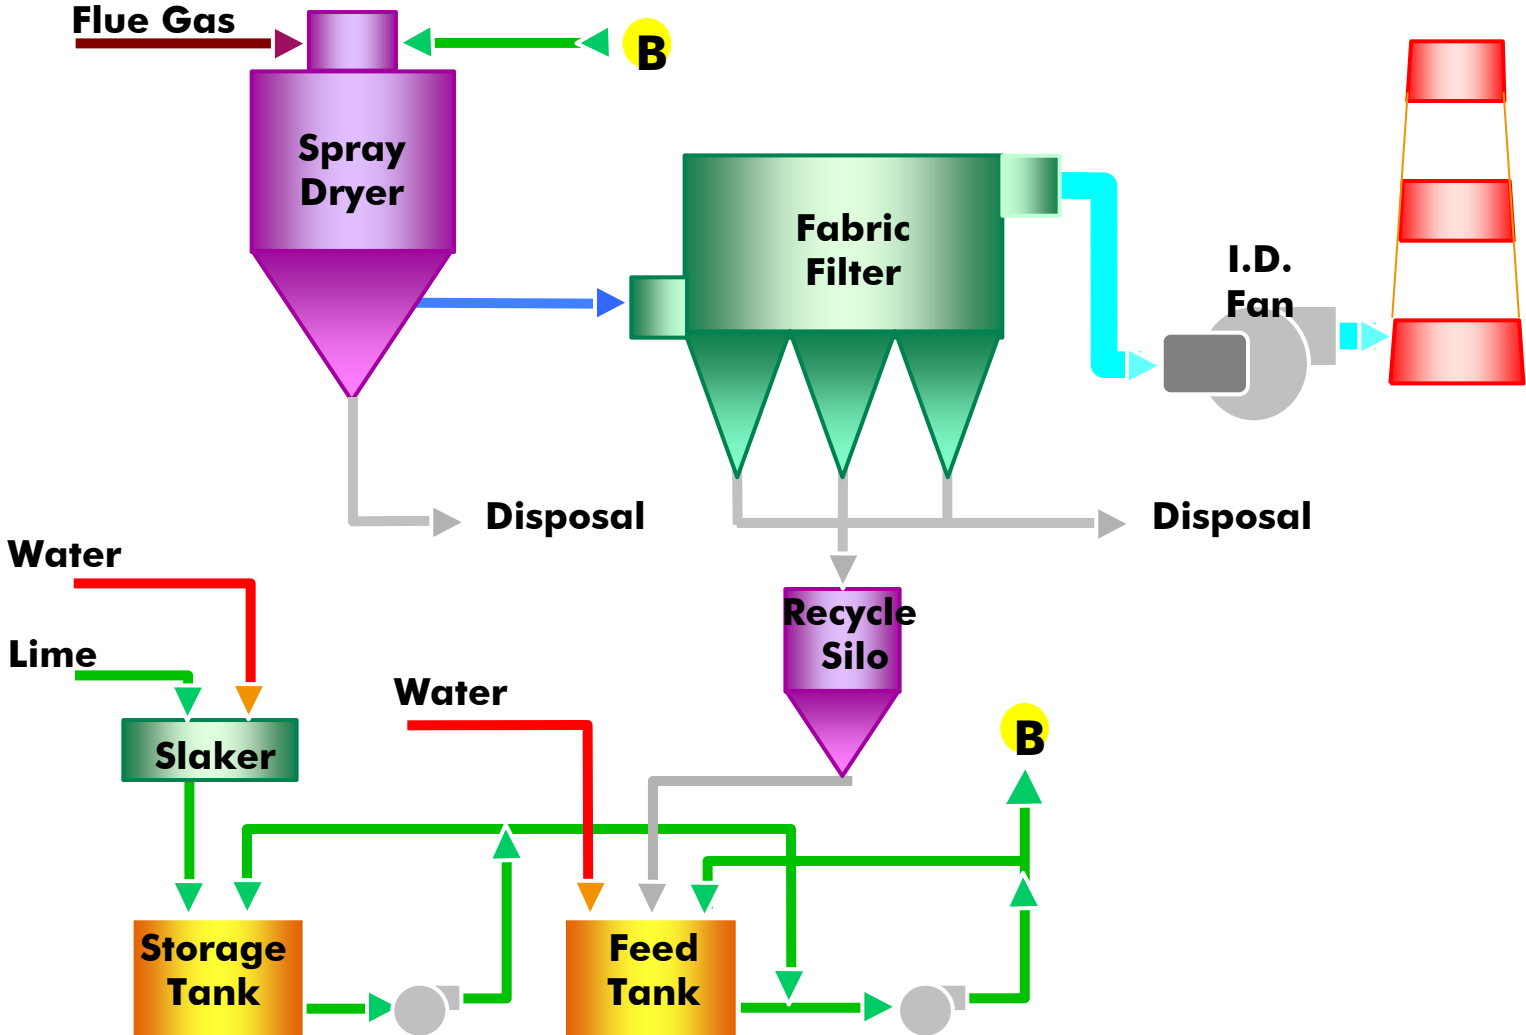 Flue Gas
B
Spray
Dryer
Fabric
Filter
I.D.
Fan
Disposal
Disposal
Water
Recycle
Silo
Lime
Water
B
Slaker
Storage
Tank
Feed
Tank